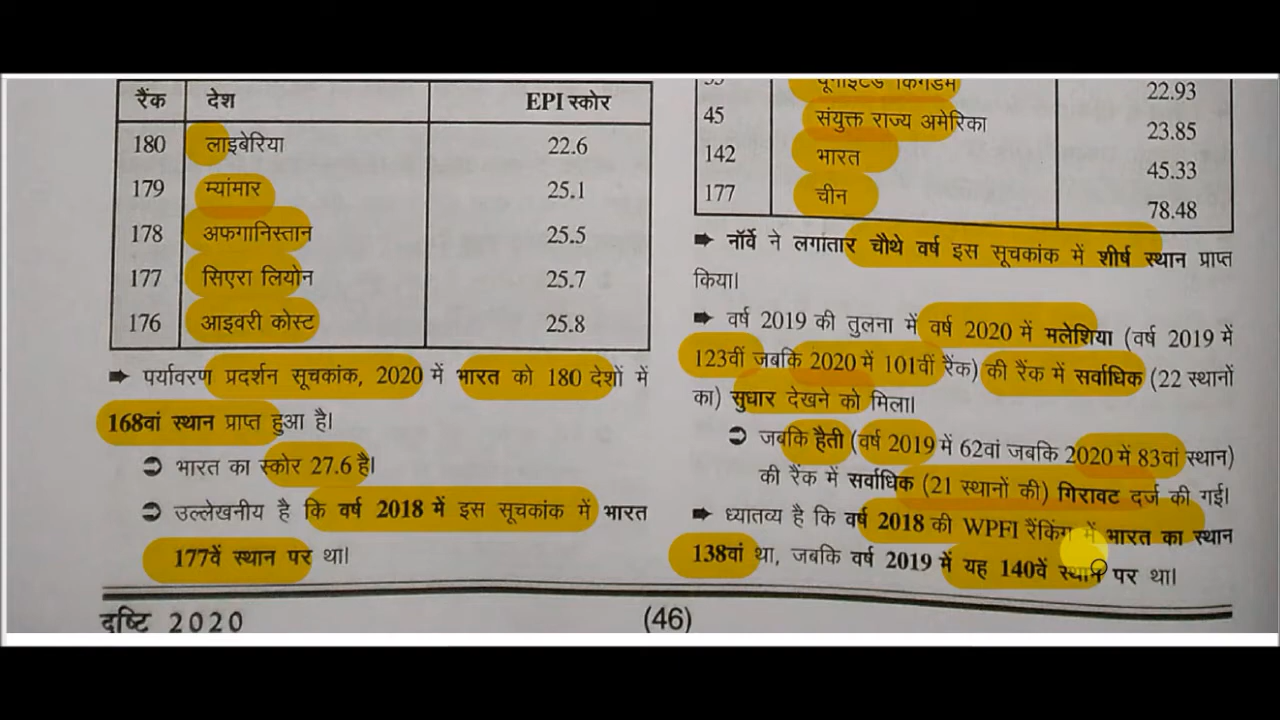 रैंक देश EPI स्कोर
180 लाइबेरिया 22.6
179 म्यांमार 25.1
178 अफगानिस्तान 25.5
177 सिएरा लियोन 25.7
176 आइवरी कोस्ट 25.8
➨ पर्यावरण प्रदर्शन सूचकांक, 2020 में भारत को 180 देशों में
168वां स्थान प्राप्त हुआ है।
➲ भारत का स्कोर 27.6 है।
➲ उल्लेखनीय है कि वर्ष 2018 में इस सूचकांक में भारत
177वें स्थान पर था।
दृष्टि 2020
(46)
यूनाइटेड किंगडम 22.93
45 संयुक्त राज्य अमेरिका 23.85
142 भारत 45.33
177 चीन 78.48
➨ नॉर्वे ने लगातार चौथे वर्ष इस सूचकांक में शीर्ष स्थान प्राप्त
किया।
➨ वर्ष 2019 की तुलना में वर्ष 2020 में मलेशिया (वर्ष 2019 में
123वीं जबकि 2020 में 101वीं रैंक) की रैंक में सर्वाधिक (22 स्थानों
का) सुधार देखने को मिला।
➲ जबकि हैती (वर्ष 2019 में 62वां जबकि 2020 में 83वां स्थान)
की रैंक में सर्वाधिक (21 स्थानों की) गिरावट दर्ज की गई।
➨ ध्यातव्य है कि वर्ष 2018 की WPFI रैंकिंग में भारत का स्थान
138वां था, जबकि वर्ष 2019 में यह 140वें स्थान पर था।